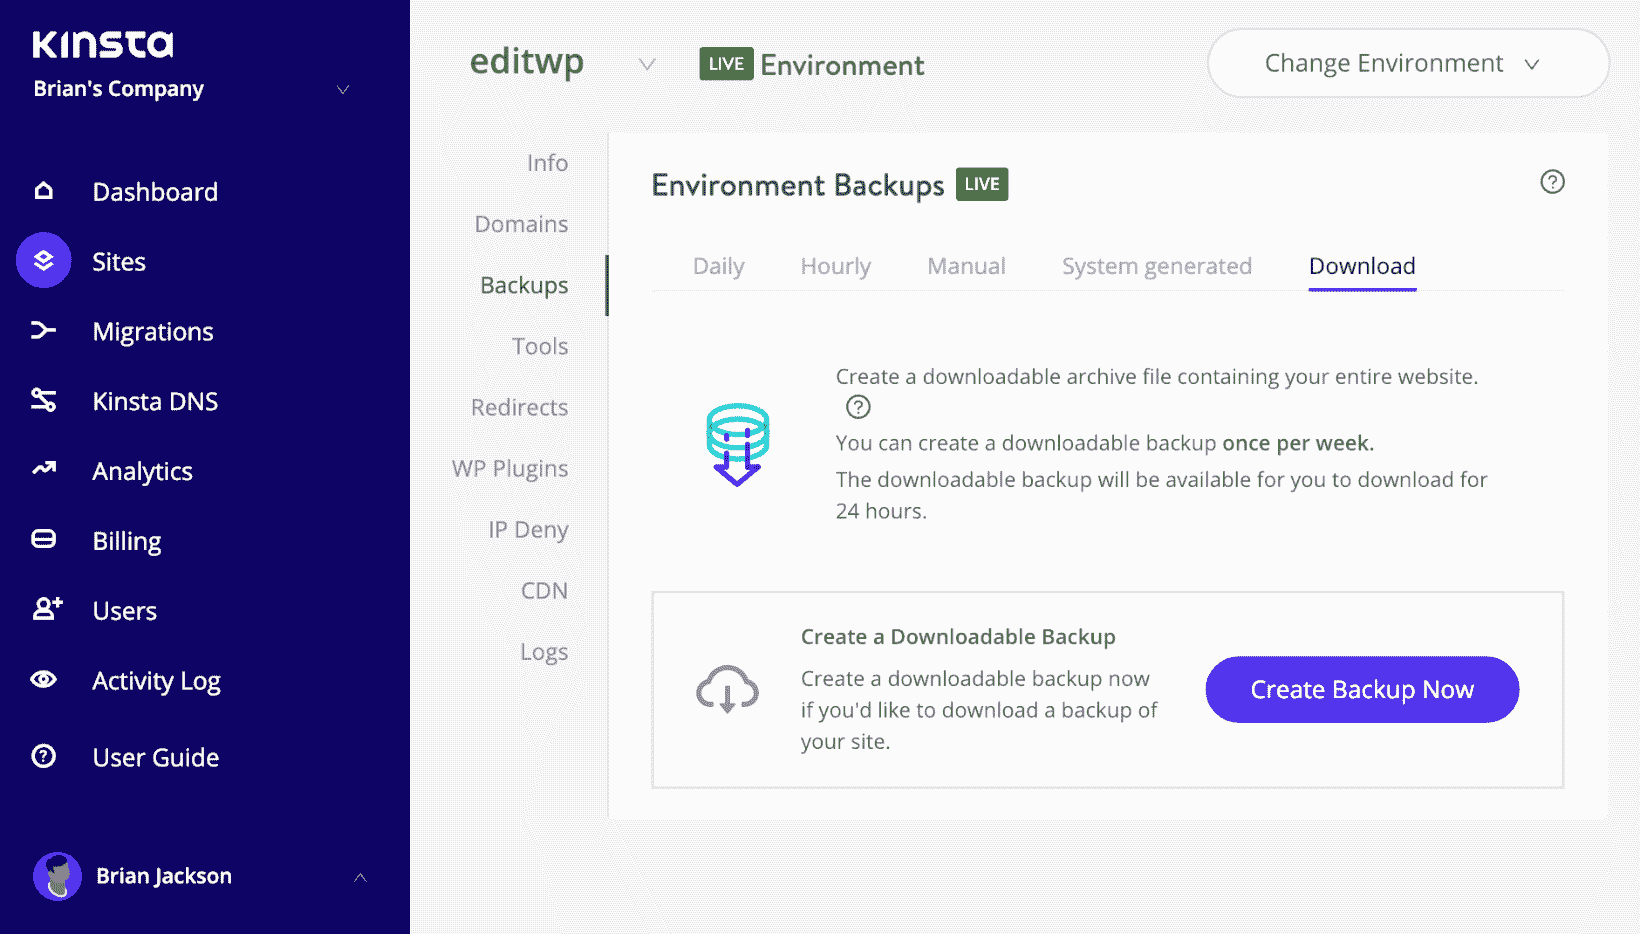 KINSTA
Brian's Company
Dashboard
Sites
Migrations
Kinsta DNS
Analytics
Billing
Users
Activity Log
User Guide
Brian Jackson
editwp
LIVE Environment
Change Environment
Info
Domains
Backups
Tools
Redirects
WP Plugins
IP Deny
CDN
Logs
Environment Backups LIVE
?
Daily Hourly Manual System generated Download
Create a downloadable archive file containing your entire website.
?
You can create a downloadable backup once per week.
The downloadable backup will be available for you to download for
24 hours.
Create a Downloadable Backup
Create a downloadable backup now
if you'd like to download a backup of
your site.
Create Backup Now